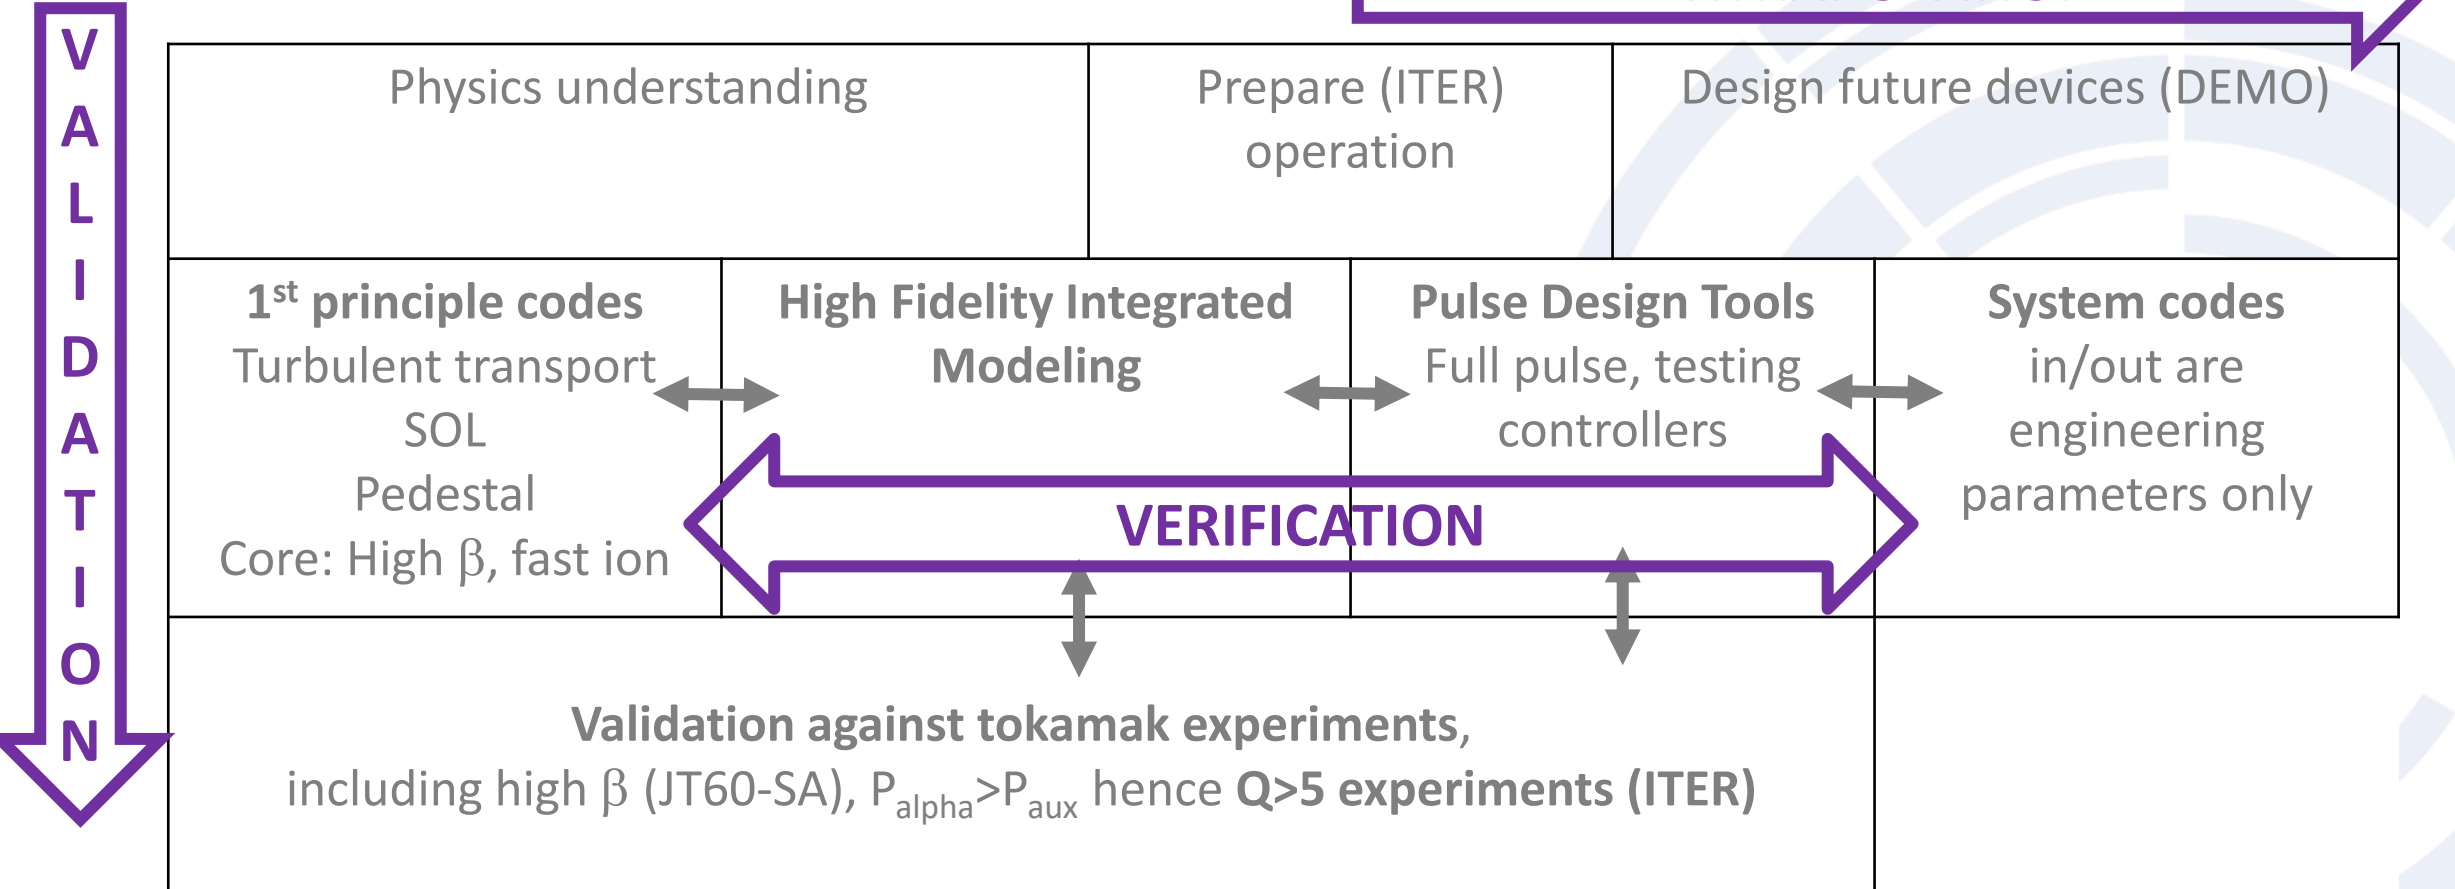 VALIDATION
Physics understanding
Prepare (ITER)
operation
Design future devices (DEMO)
1st principle codes
Turbulent transport
SOL
Pedestal
Core: High β, fast ion
High Fidelity Integrated
Modeling
Pulse Design Tools
Full pulse, testing
controllers
System codes
in/out are
engineering
parameters only
VERIFICATION
Validation against tokamak experiments,
including high β (JT60-SA), Palpha>Paux hence Q>5 experiments (ITER)